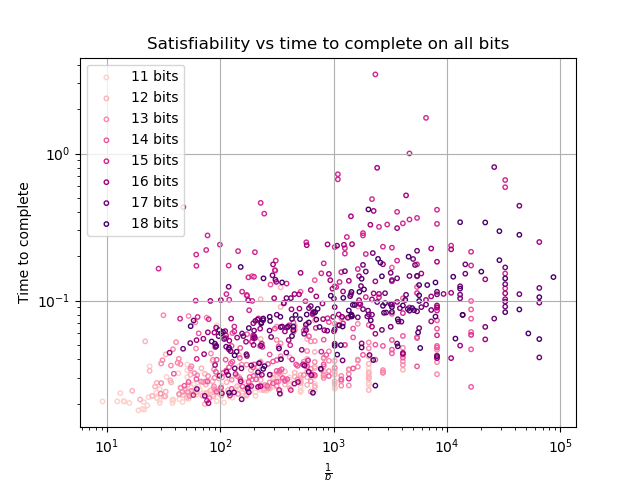 Satisfiability vs time to complete on all bits
11 bits
12 bits
13 bits
14 bits
15 bits
16 bits
17 bits
18 bits
Time to complete
10⁰
10⁻¹
10¹ 10² 10³ 10⁴ 10⁵
1/p